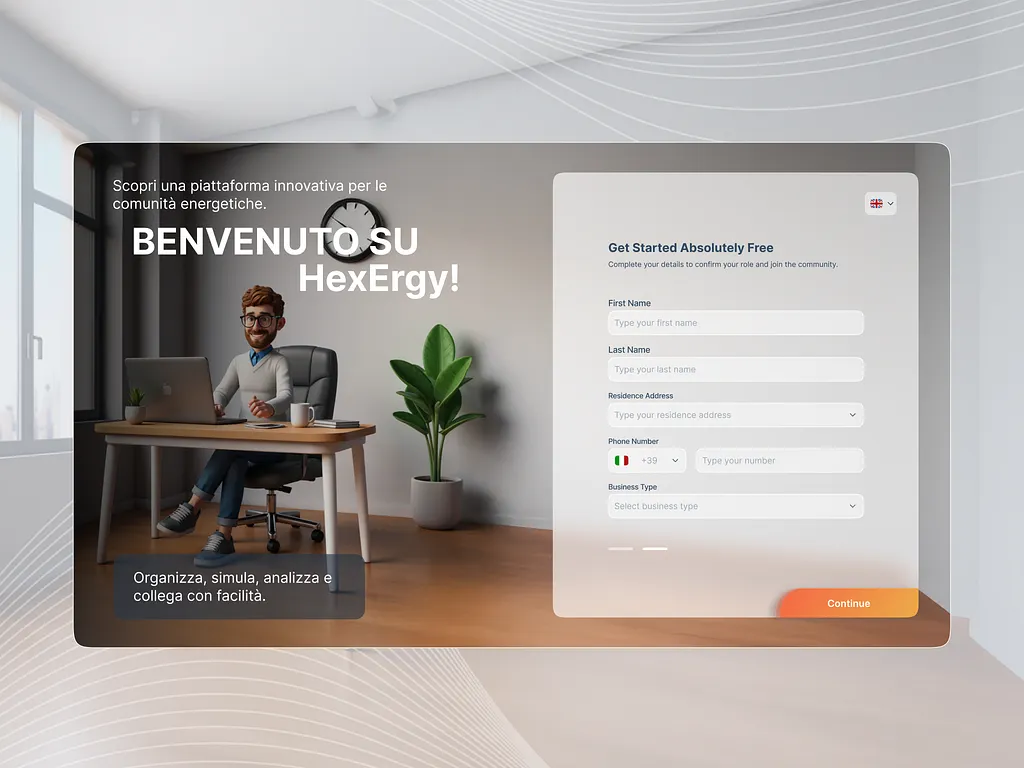 Scopri una piattaforma innovativa per le
comunità energetiche.
BENVENUTO SU
HexErgy!
Organizza, simula, analizza e
collega con facilità.
Get Started Absolutely Free
Complete your details to confirm your role and join the community.
First Name
Type your first name
Last Name
Type your last name
Residence Address
Type your residence address
Phone Number
+39
Type your number
Business Type
Select business type
Continue